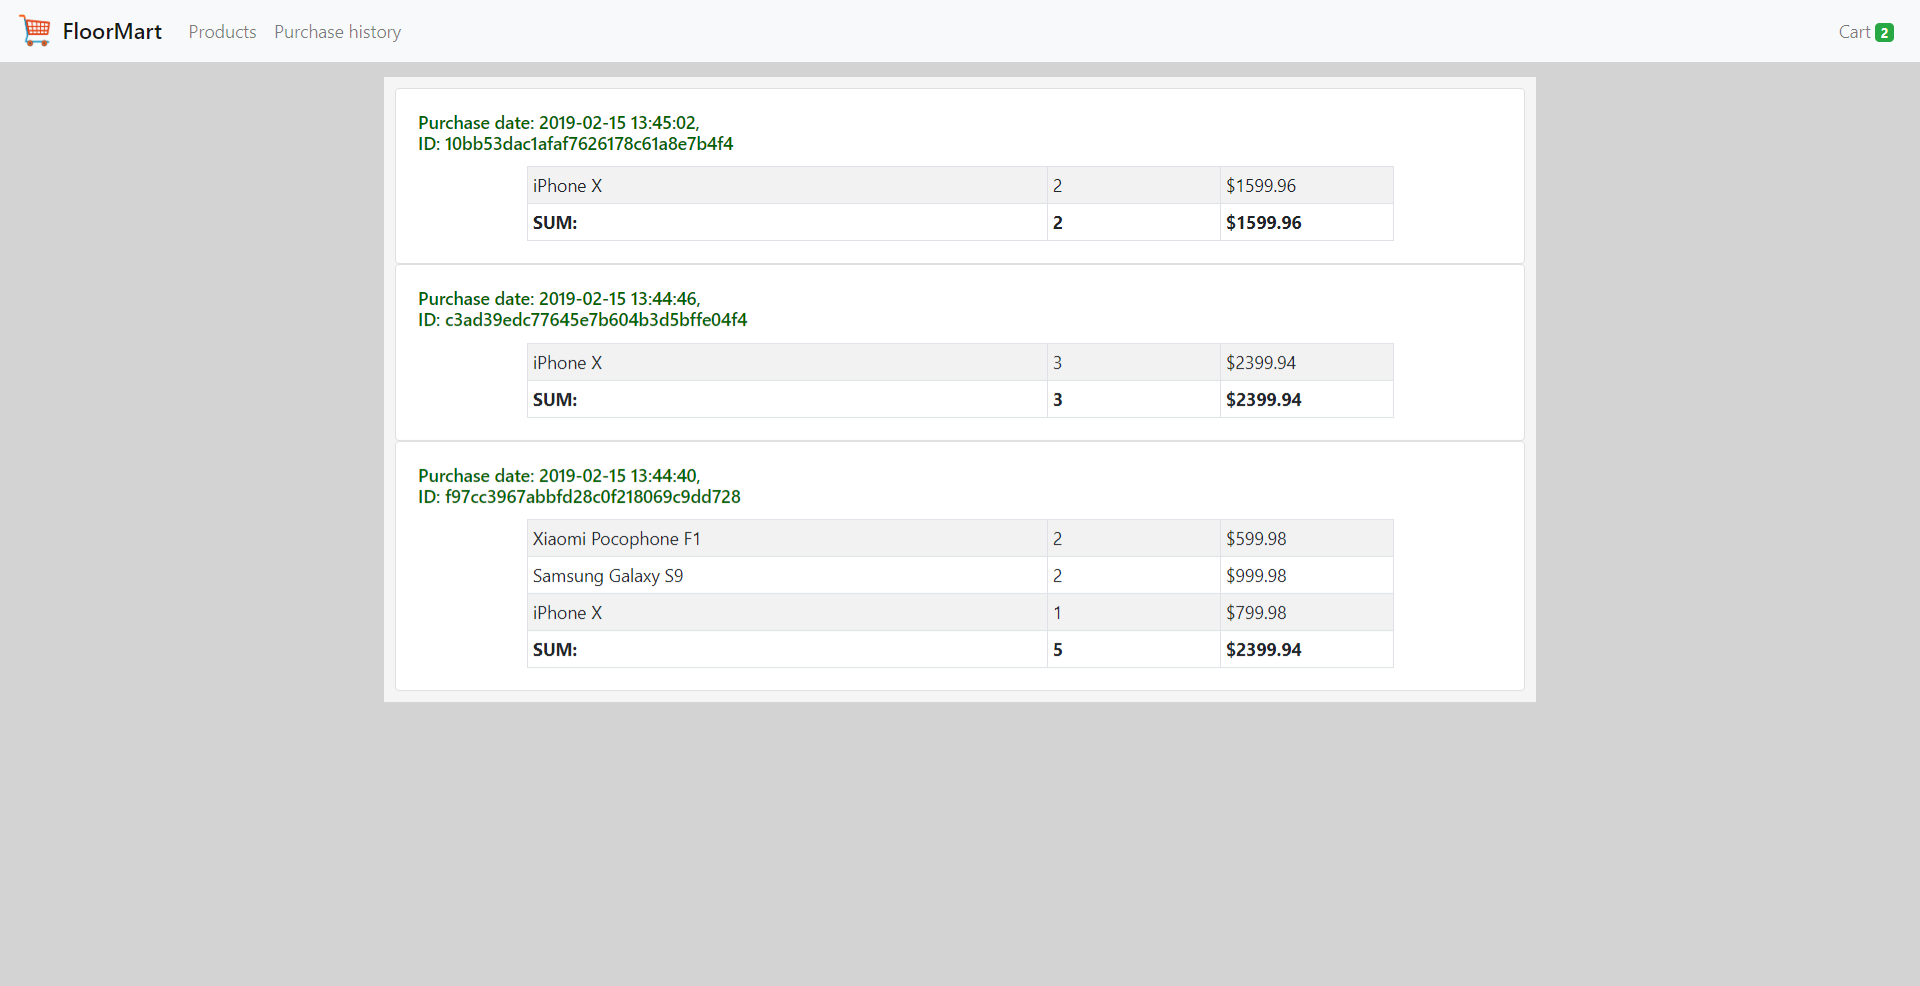 FloorMart Products Purchase history Cart 2
Purchase date: 2019-02-15 13:45:02,
ID: 10bb53dac1afaf7626178c61a8e7b4f4
iPhone X 2 $1599.96
SUM: 2 $1599.96
Purchase date: 2019-02-15 13:44:46,
ID: c3ad39edc77645e7b604b3d5bffe04f4
iPhone X 3 $2399.94
SUM: 3 $2399.94
Purchase date: 2019-02-15 13:44:40,
ID: f97cc3967abbfd28c0f218069c9dd728
Xiaomi Pocophone F1 2 $599.98
Samsung Galaxy S9 2 $999.98
iPhone X 1 $799.98
SUM: 5 $2399.94